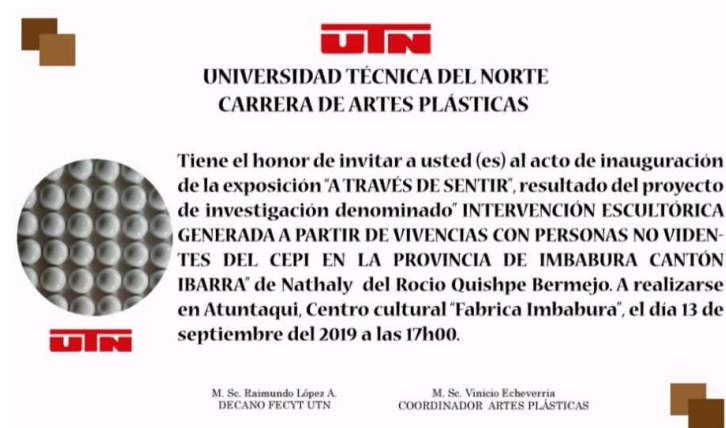 UTN
UNIVERSIDAD TÉCNICA DEL NORTE
CARRERA DE ARTES PLÁSTICAS
Tiene el honor de invitar a usted (es) al acto de inauguración
de la exposición "A TRAVÉS DE SENTIR", resultado del proyecto
de investigación denominado" INTERVENCIÓN ESCULTÓRICA
GENERADA A PARTIR DE VIVENCIAS CON PERSONAS NO VIDEN-
TES DEL CEPI EN LA PROVINCIA DE IMBABURA CANTÓN
IBARRA" de Nathaly del Rocio Quishpe Bermejo. A realizarse
en Atuntaqui, Centro cultural "Fabrica Imbabura", el día 13 de
septiembre del 2019 a las 17h00.
UTN
M. Sc. Raimundo López A.
DECANO FECYT UTN
M. Sc. Vinicio Echeverria
COORDINADOR ARTES PLÁSTICAS